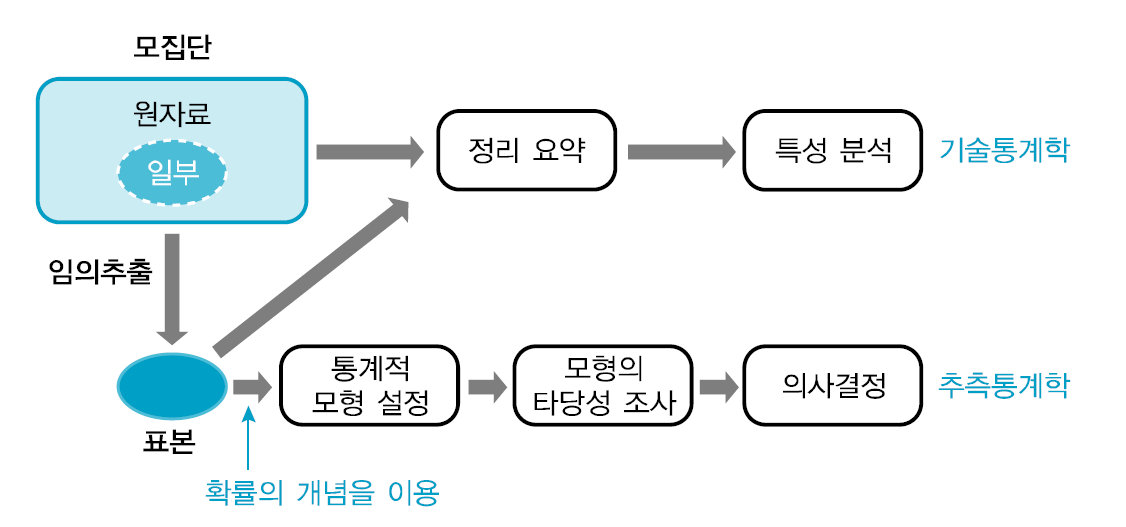 모집단
원자료
일부
정리 요약
특성 분석
기술통계학
임의추출
표본
통계적
모형 설정
모형의
타당성 조사
의사결정
추측통계학
확률의 개념을 이용